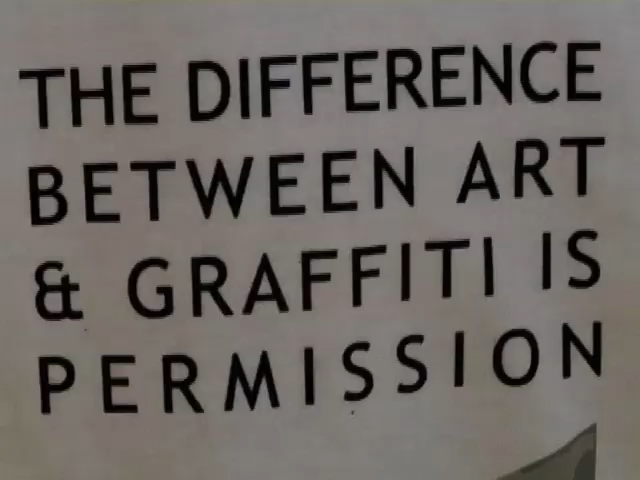 THE DIFFERENCE
BETWEEN ART
& GRAFFITI IS
PERMISSION